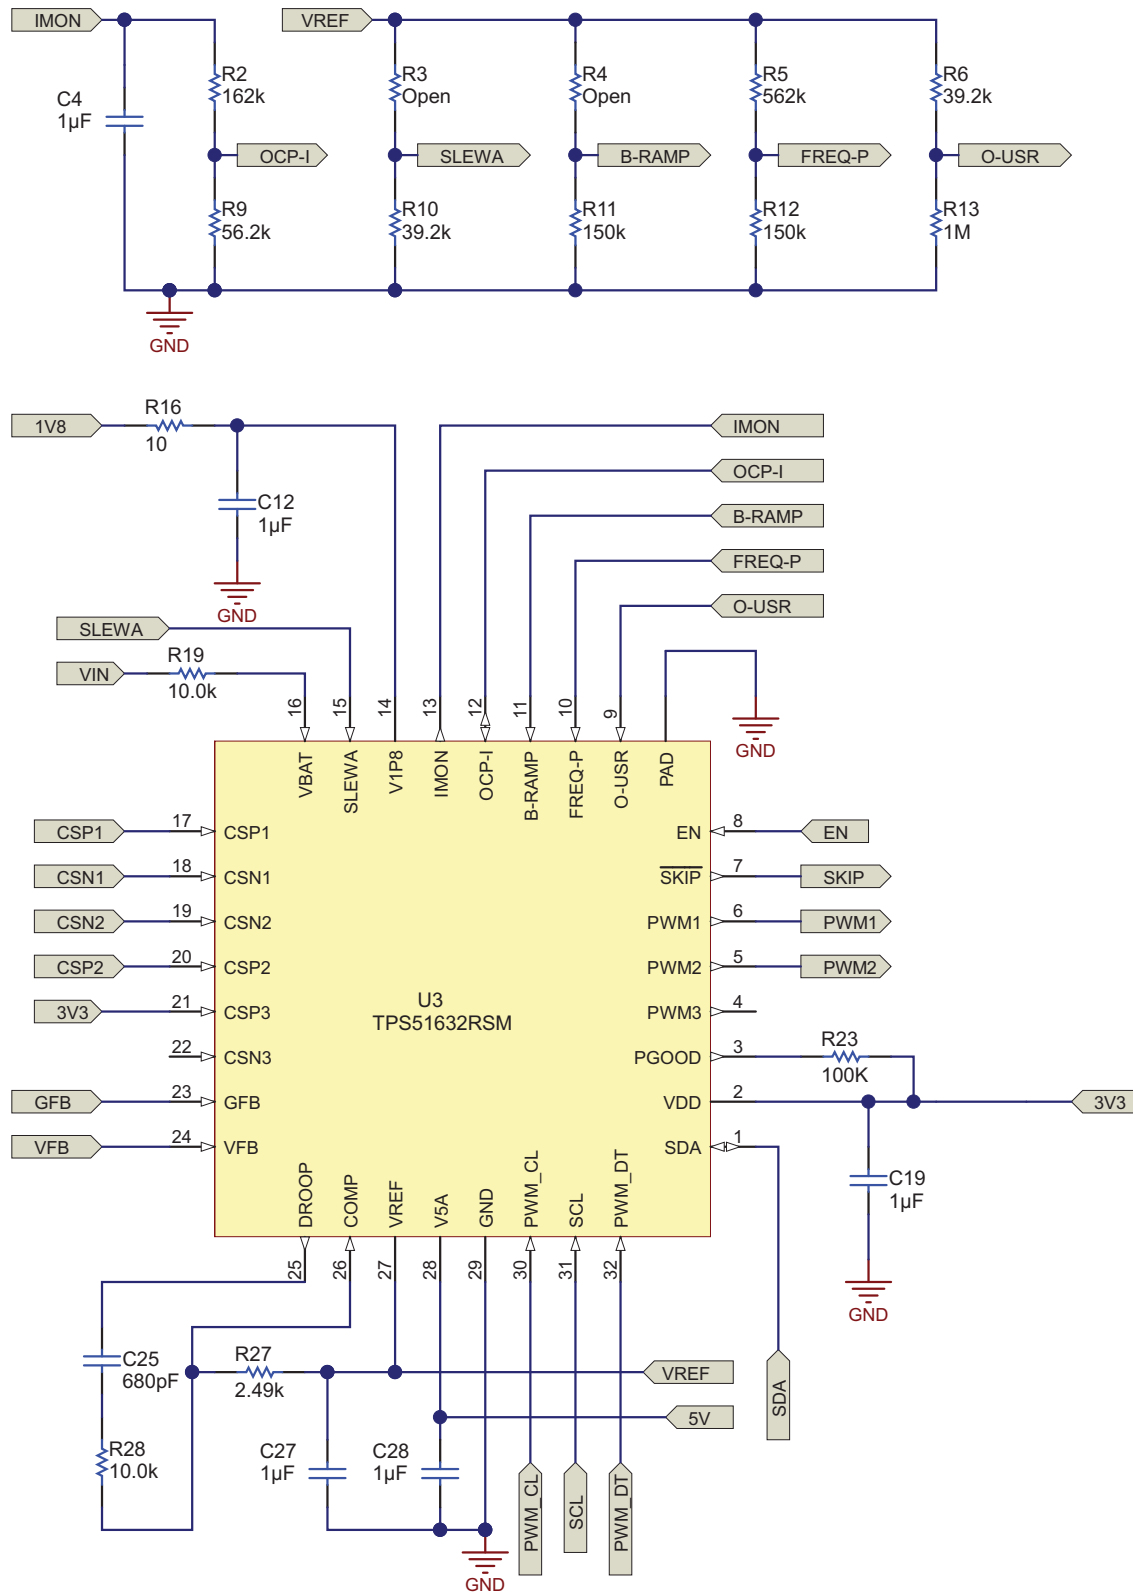 IMON
VREF
R2
162k
R3
Open
R4
Open
R5
562k
R6
39.2k
C4
1µF
OCP-I
SLEWA
B-RAMP
FREQ-P
O-USR
R9
56.2k
R10
39.2k
R11
150k
R12
150k
R13
1M
GND
1V8
R16
10
IMON
OCP-I
C12
1µF
B-RAMP
FREQ-P
O-USR
GND
SLEWA
VIN
R19
10.0k
16
15
14
13
12
11
10
9
GND
VBAT
SLEWA
V1P8
IMON
OCP-I
B-RAMP
FREQ-P
O-USR
PAD
CSP1
17
CSP1
EN
8
EN
CSN1
18
CSN1
SKIP
7
SKIP
CSN2
19
CSN2
PWM1
6
PWM1
CSP2
20
CSP2
PWM2
5
PWM2
3V3
21
CSP3
PWM3
4
U3
TPS51632RSM
22
CSN3
PGOOD
3
R23
100K
GFB
23
GFB
VDD
2
3V3
VFB
24
VFB
SDA
1
C19
1µF
GND
DROOP
COMP
VREF
V5A
GND
PWM_CL
SCL
PWM_DT
25
26
27
28
29
30
31
32
C25
680pF
R27
2.49k
VREF
5V
SDA
R28
10.0k
C27
1µF
C28
1µF
PWM_CL
SCL
PWM_DT
GND